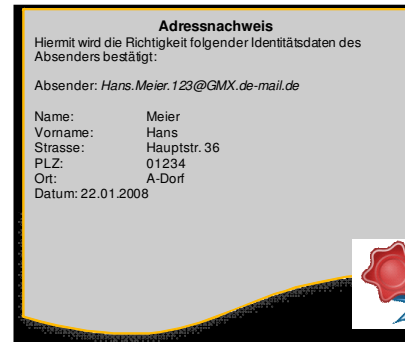 Adressnachweis
Hiermit wird die Richtigkeit folgender Identitätsdaten des
Absenders bestätigt:
Absender: Hans.Meier.123@GMX.de-mail.de
Name: Meier
Vorname: Hans
Strasse: Hauptstr. 36
PLZ: 01234
Ort: A-Dorf
Datum: 22.01.2008